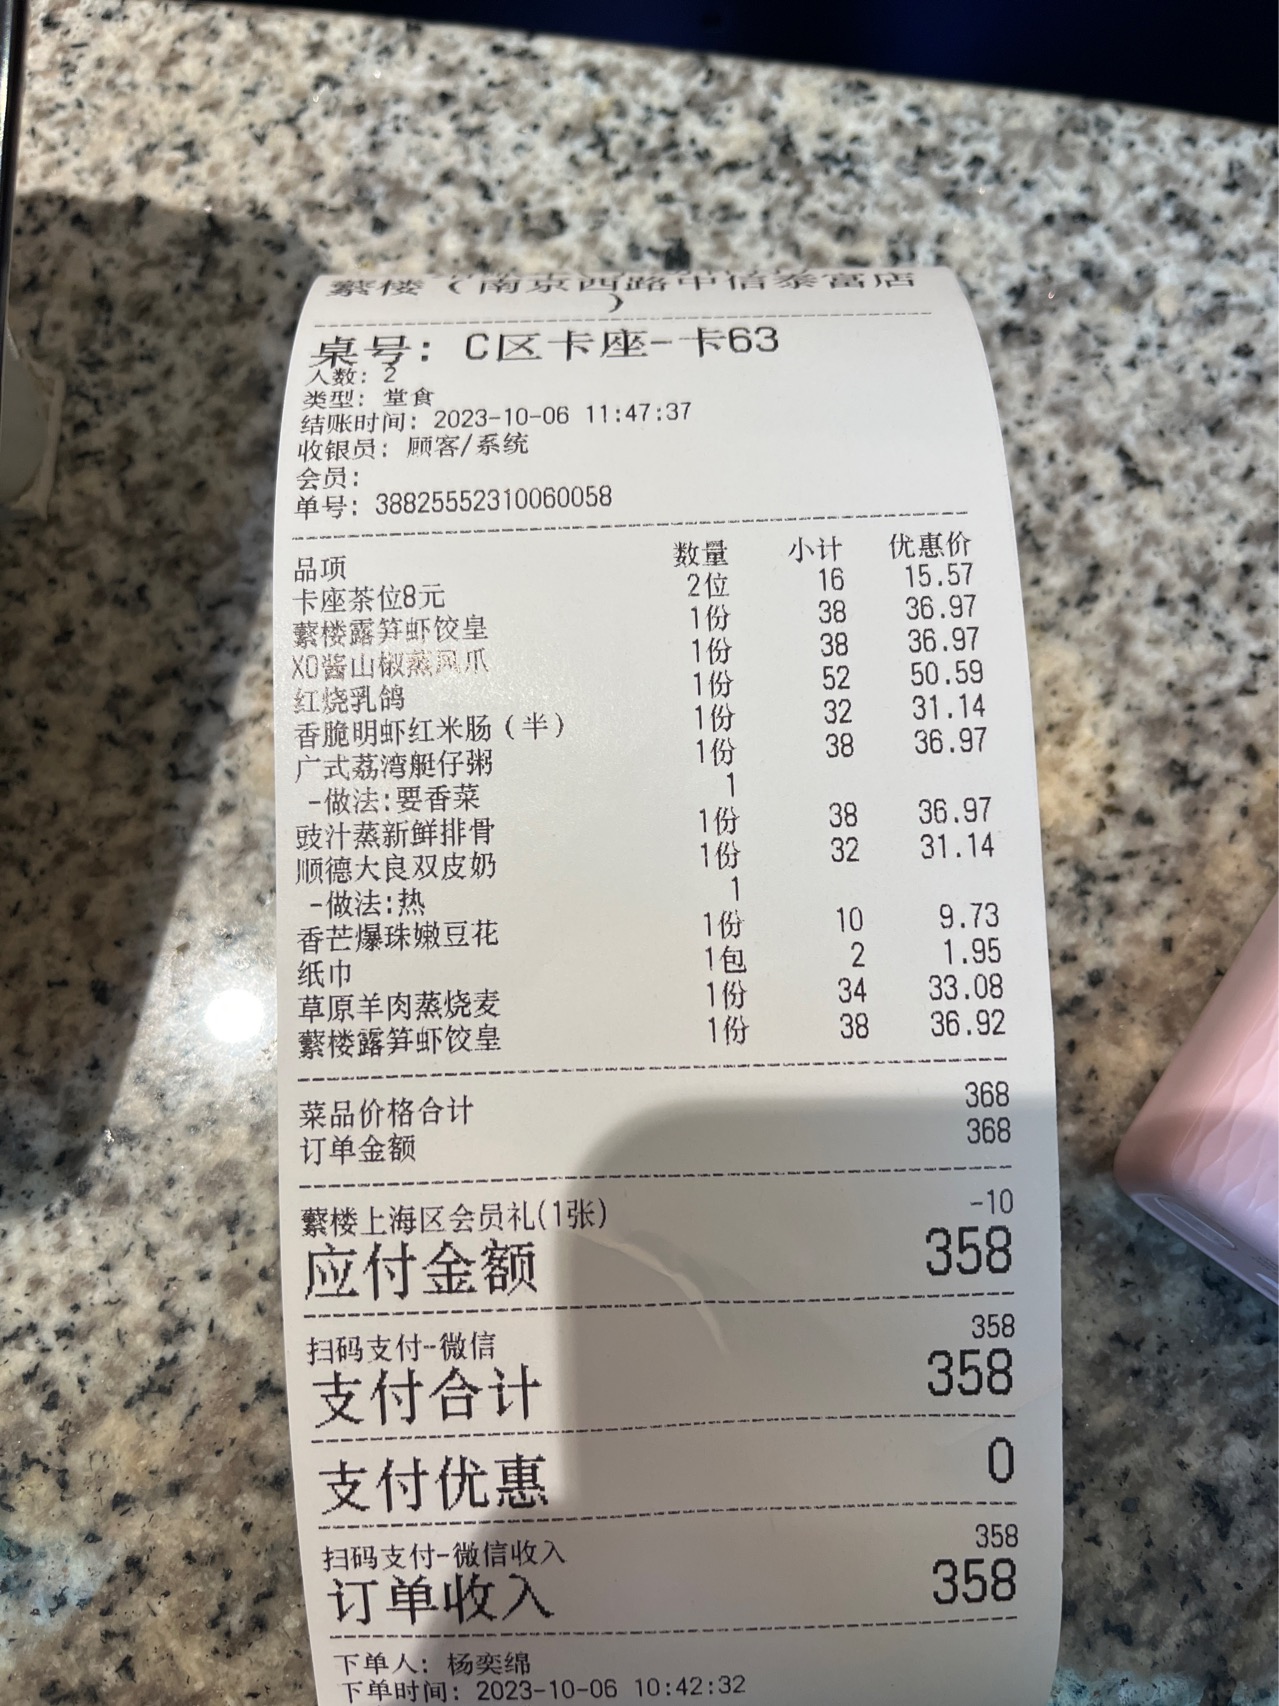 蘩楼（南京西路中信泰富店
）
桌号: C区卡座-卡63
人数: 2
类型: 堂食
结账时间: 2023-10-06 11:47:37
收银员: 顾客/系统
会员:
单号: 38825552310060058
品项 数量 小计 优惠价
卡座茶位8元 2位 16 15.57
蘩楼露笋虾饺皇 1份 38 36.97
XO酱山椒蒸凤爪 1份 38 36.97
红烧乳鸽 1份 52 50.59
香脆明虾红米肠（半） 1份 32 31.14
广式荔湾艇仔粥 1份 38 36.97
-做法:要香菜 1
豉汁蒸新鲜排骨 1份 38 36.97
顺德大良双皮奶 1份 32 31.14
-做法:热 1
香芒爆珠嫩豆花 1份 10 9.73
纸巾 1包 2 1.95
草原羊肉蒸烧麦 1份 34 33.08
蘩楼露笋虾饺皇 1份 38 36.92
菜品价格合计 368
订单金额 368
蘩楼上海区会员礼(1张) -10
应付金额 358
扫码支付-微信 358
支付合计 358
支付优惠 0
扫码支付-微信收入 358
订单收入 358
下单人: 杨奕绵
下单时间: 2023-10-06 10:42:32